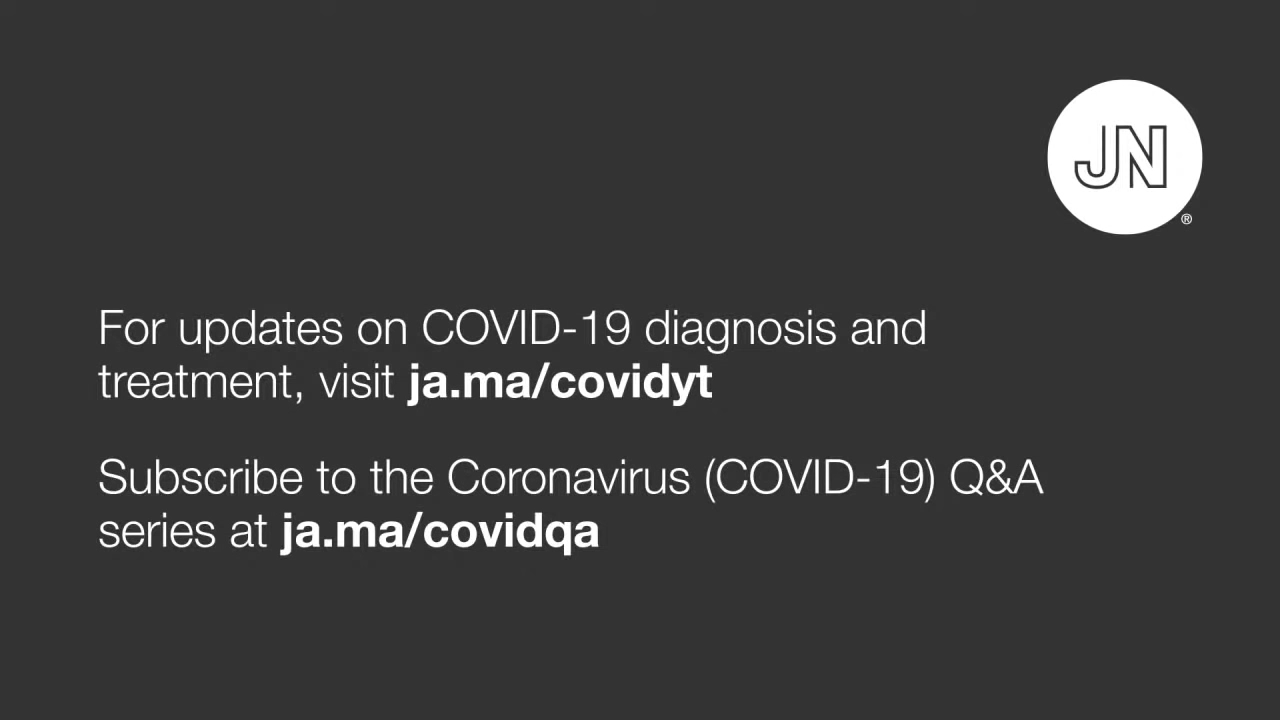 JN
®
For updates on COVID-19 diagnosis and
treatment, visit ja.ma/covidyt
Subscribe to the Coronavirus (COVID-19) Q&A
series at ja.ma/covidqa